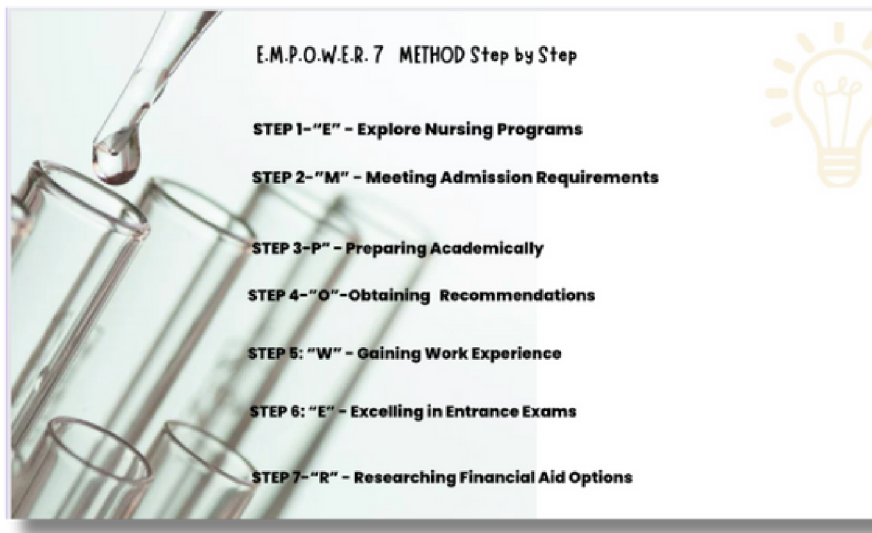 E.M.P.O.W.E.R. 7 METHOD Step by Step
STEP 1-“E” - Explore Nursing Programs
STEP 2-“M” - Meeting Admission Requirements
STEP 3-P” - Preparing Academically
STEP 4-“O”-Obtaining Recommendations
STEP 5: “W” - Gaining Work Experience
STEP 6: “E” - Excelling in Entrance Exams
STEP 7-“R” - Researching Financial Aid Options